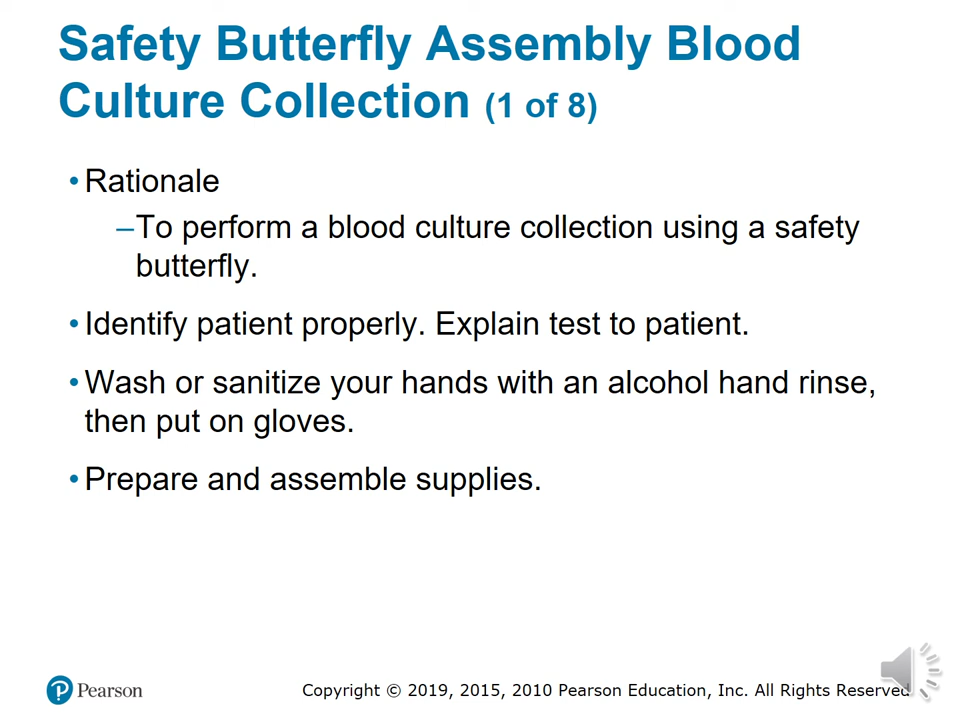 Safety Butterfly Assembly Blood
Culture Collection (1 of 8)
•Rationale
–To perform a blood culture collection using a safety
butterfly.
•Identify patient properly. Explain test to patient.
•Wash or sanitize your hands with an alcohol hand rinse,
then put on gloves.
•Prepare and assemble supplies.
Pearson
Copyright © 2019, 2015, 2010 Pearson Education, Inc. All Rights Reserved